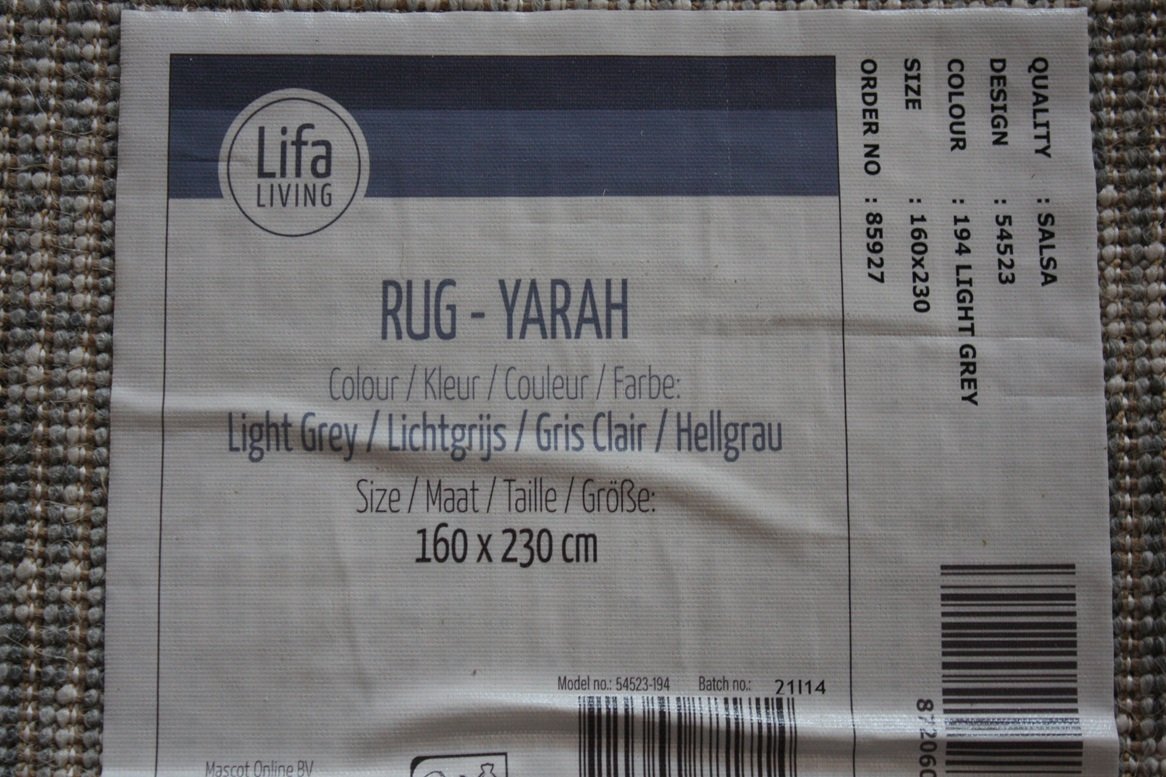 Lifa
LIVING
RUG - YARAH
Colour / Kleur / Couleur / Farbe:
Light Grey / Lichtgrijs / Gris Clair / Hellgrau
Size / Maat / Taille / Größe:
160 x 230 cm
Model no.: 54523-194 Batch no.: 21I14
Mascot Online BV
QUALITY : SALSA
DESIGN : 54523
COLOUR : 194 LIGHT GREY
SIZE : 160x230
ORDER NO : 85927
87206